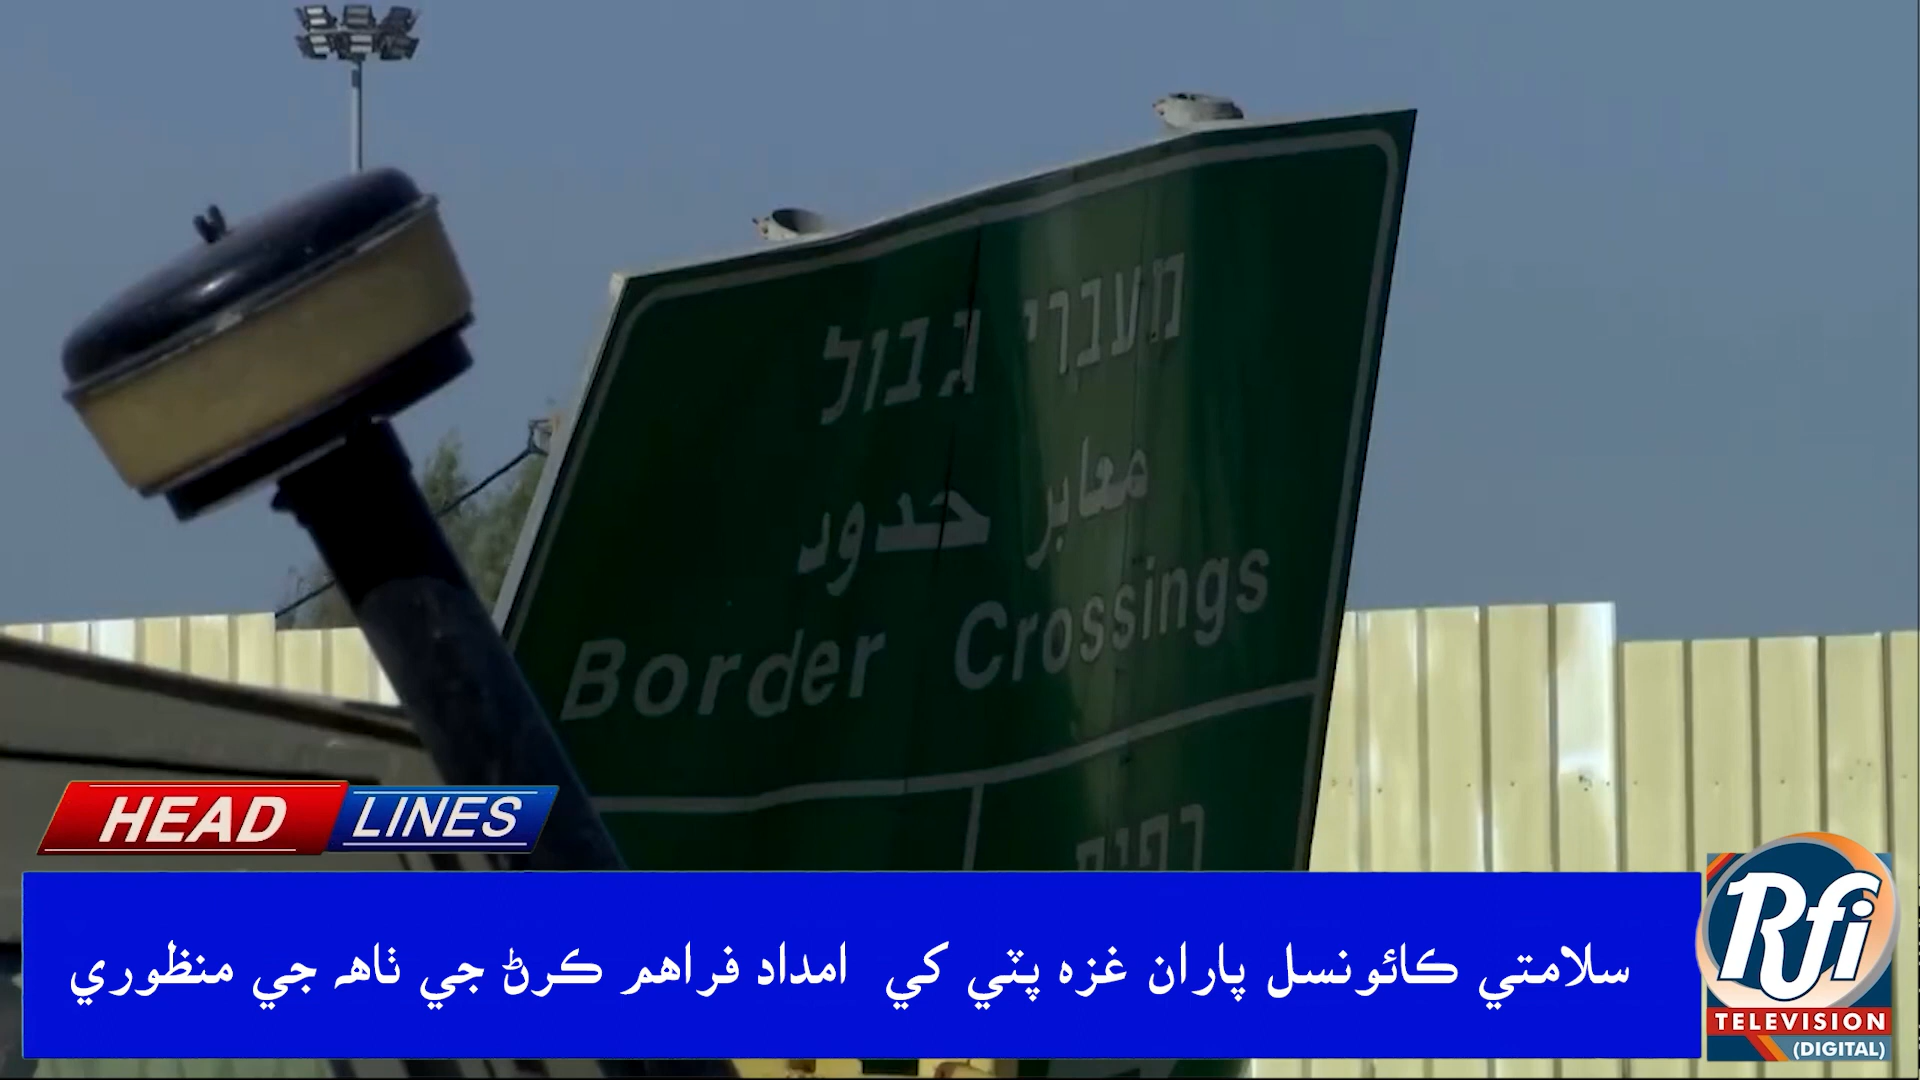 מעברי גבול
معابر حدود
Border Crossings
רפיח
HEAD LINES
سلامتي ڪائونسل پاران غزه پٽي کي امداد فراهم ڪرڻ جي ٺاهه جي منظوري
Rfi
TELEVISION
(DIGITAL)